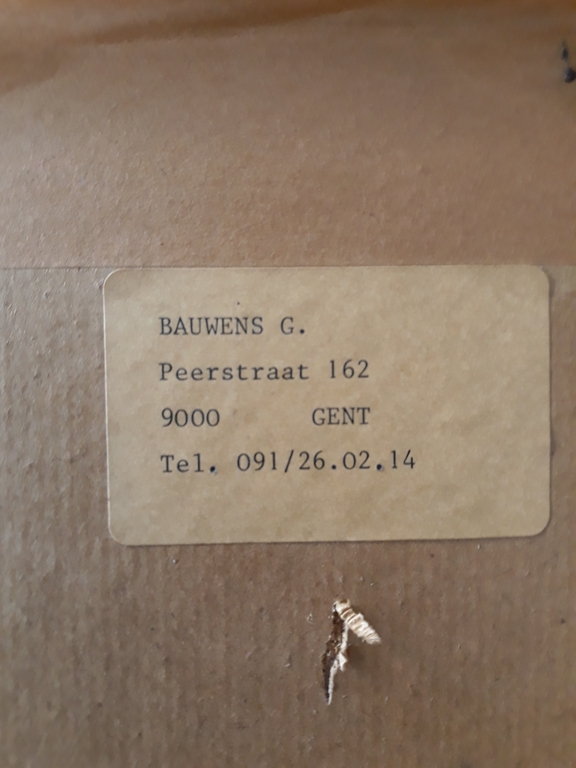 BAUWENS G.
Peerstraat 162
9000 GENT
Tel. 091/26.02.14